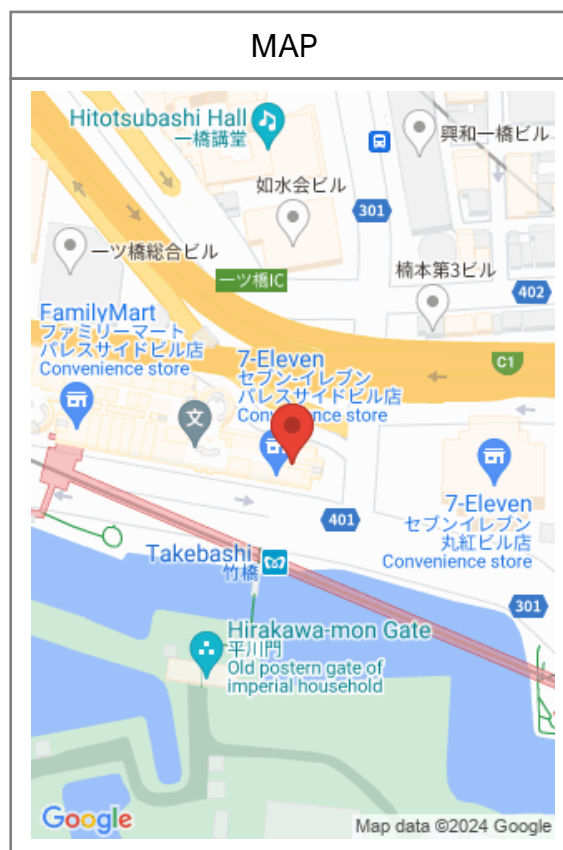 MAP
Hitotsubashi Hall
一橋講堂
興和一橋ビル
如水会ビル
301
一ツ橋総合ビル
一ツ橋IC
楠本第3ビル
402
FamilyMart
ファミリーマート
パレスサイドビル店
Convenience store
7-Eleven
セブン-イレブン
パレスサイドビル店
Convenience store
C1
文
7-Eleven
セブンイレブン
丸紅ビル店
Convenience store
401
Takebashi
竹橋
301
Hirakawa-mon Gate
平川門
Old postern gate of
imperial household
Google
Map data ©2024 Google